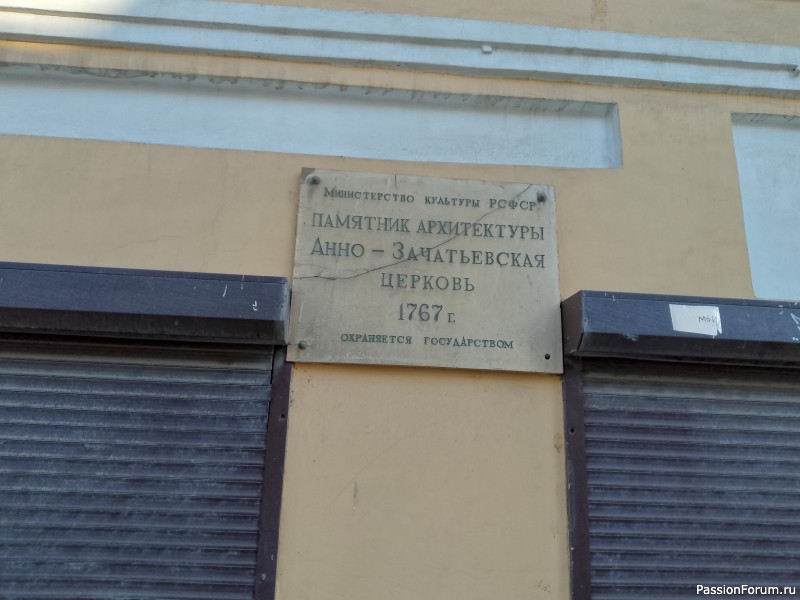 Министерство культуры РСФСР
ПАМЯТНИК АРХИТЕКТУРЫ
Анно – Зачатьевская
ЦЕРКОВЬ
1767 г.
ОХРАНЯЕТСЯ ГОСУДАРСТВОМ
PassionForum.ru